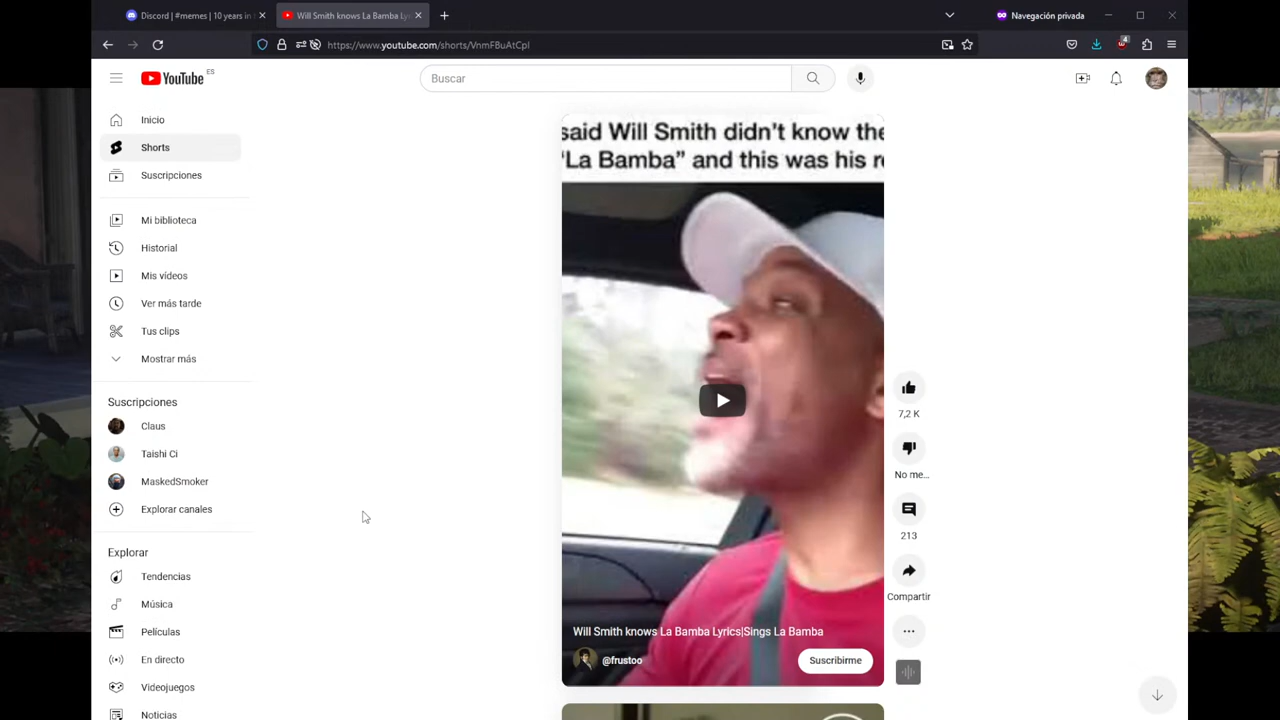 Discord | #memes | 10 years in
Will Smith knows La Bamba Ly
Navegación privada
https://www.youtube.com/shorts/VnmFBuAtCpI
4
YouTube ES
Buscar
Inicio
Shorts
Suscripciones
Mi biblioteca
Historial
Mis vídeos
Ver más tarde
Tus clips
Mostrar más
Suscripciones
Claus
Taishi Ci
MaskedSmoker
Explorar canales
Explorar
Tendencias
Música
Películas
En directo
Videojuegos
Noticias
said Will Smith didn't know the
"La Bamba" and this was his re
7,2 K
No me...
213
Compartir
Will Smith knows La Bamba Lyrics|Sings La Bamba
@frustoo
Suscribirme